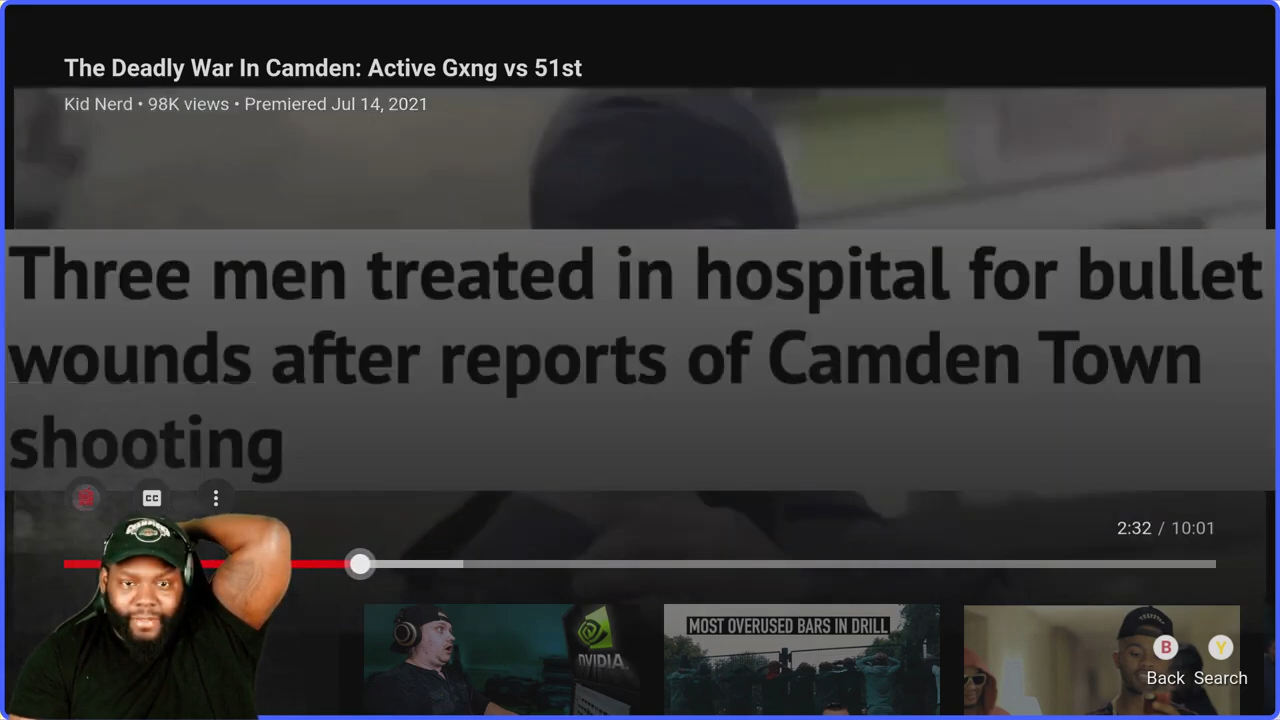 The Deadly War In Camden: Active Gxng vs 51st
Kid Nerd • 98K views • Premiered Jul 14, 2021
Three men treated in hospital for bullet
wounds after reports of Camden Town
shooting
CC
2:32 / 10:01
MOST OVERUSED BARS IN DRILL
NVIDIA
B Y
Back Search